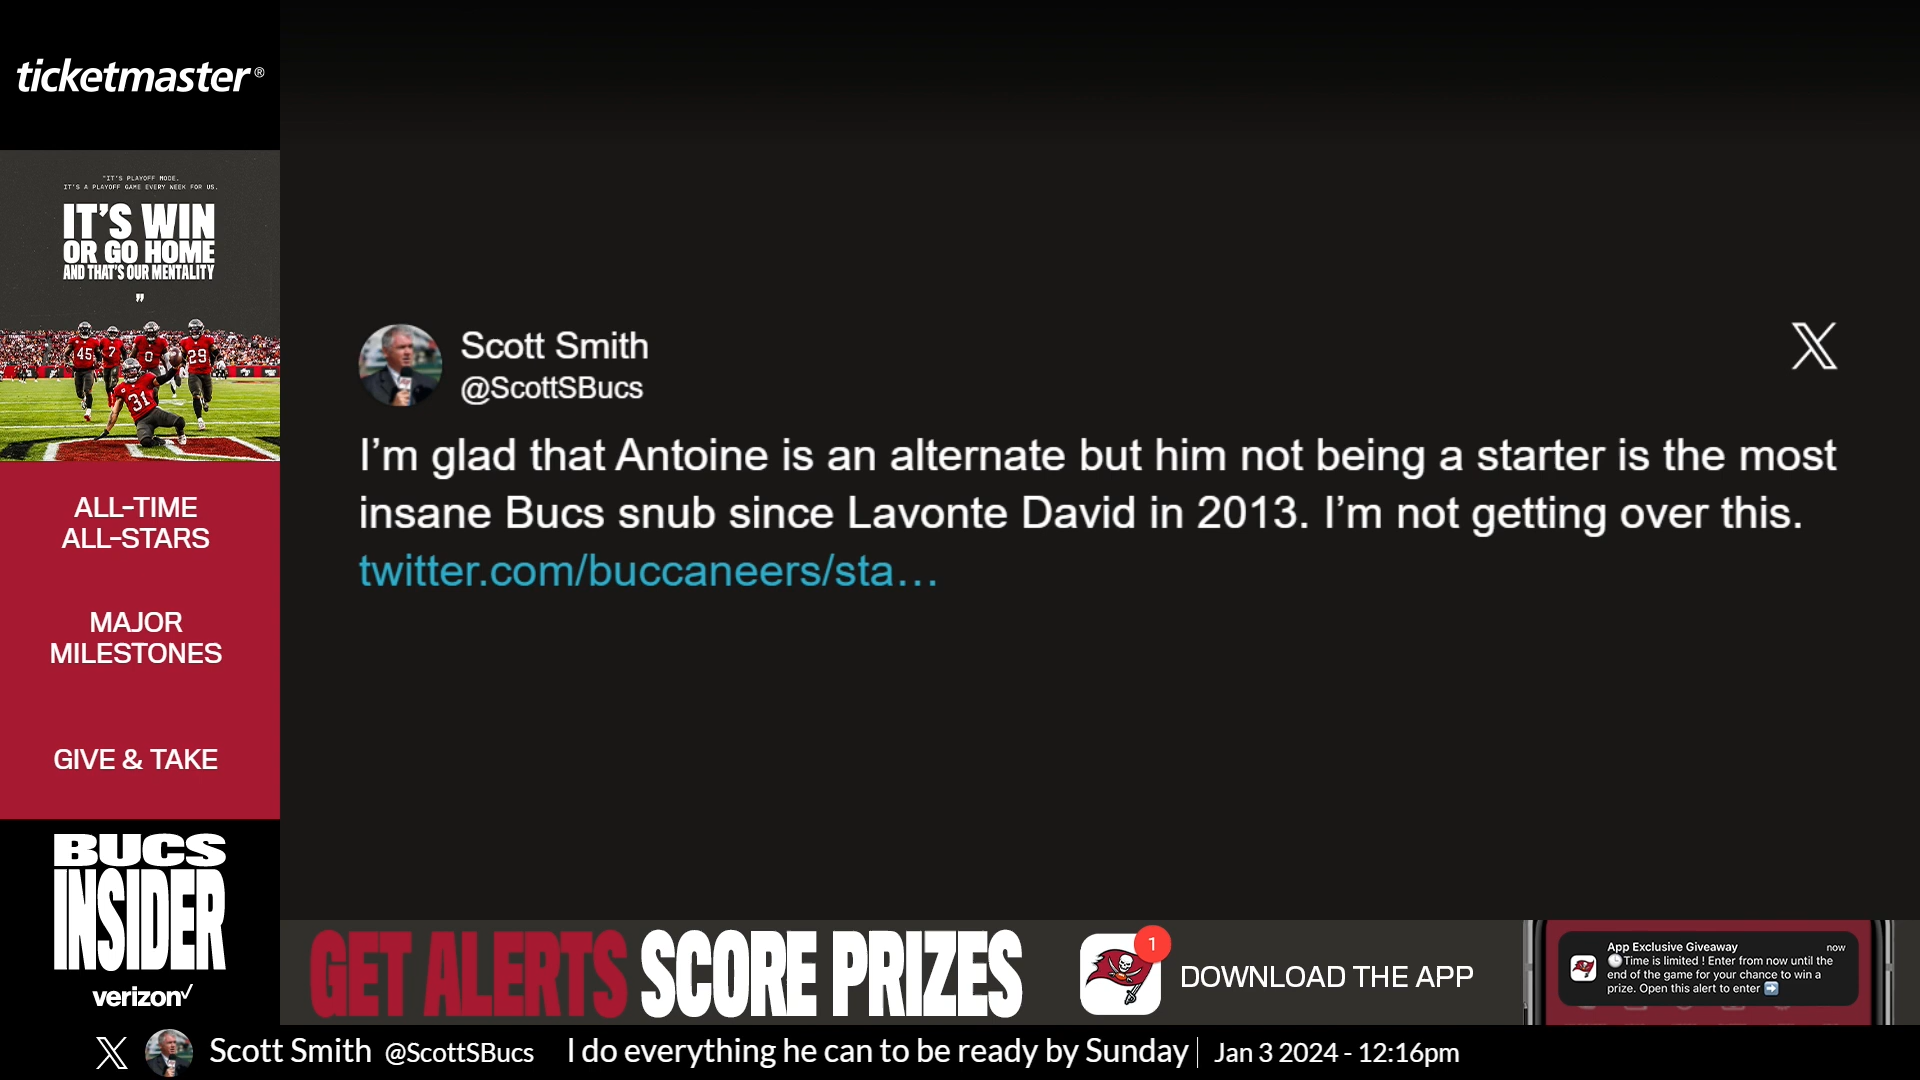 ticketmaster®
"IT'S PLAYOFF MODE.
IT'S A PLAYOFF GAME EVERY WEEK FOR US.
IT'S WIN
OR GO HOME
AND THAT'S OUR MENTALITY
"
45 7 0 29
31
ALL-TIME
ALL-STARS
MAJOR
MILESTONES
GIVE & TAKE
BUCS
INSIDER
verizon✓
Scott Smith
@ScottSBucs
I’m glad that Antoine is an alternate but him not being a starter is the most
insane Bucs snub since Lavonte David in 2013. I’m not getting over this.
twitter.com/buccaneers/sta…
GET ALERTS SCORE PRIZES
1
DOWNLOAD THE APP
App Exclusive Giveaway now
🕒Time is limited ! Enter from now until the
end of the game for your chance to win a
prize. Open this alert to enter ➡️
Scott Smith @ScottSBucs I do everything he can to be ready by Sunday | Jan 3 2024 - 12:16pm